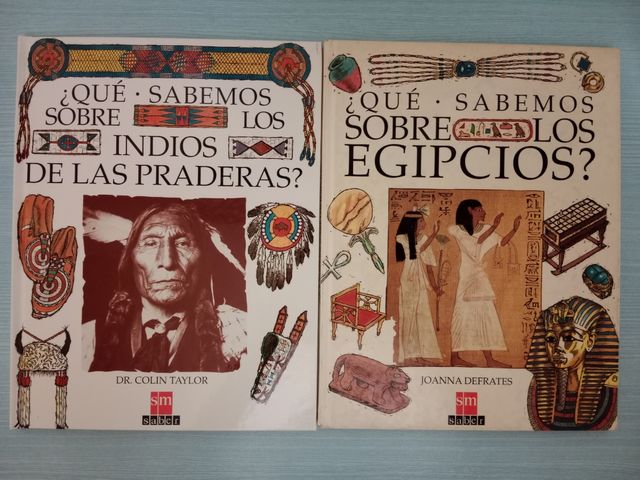 ¿QUÉ · SABEMOS
SOBRE LOS
INDIOS
DE LAS PRADERAS?
DR. COLIN TAYLOR
sm
saber
¿QUÉ · SABEMOS
SOBRE LOS
EGIPCIOS?
JOANNA DEFRATES
sm
saber